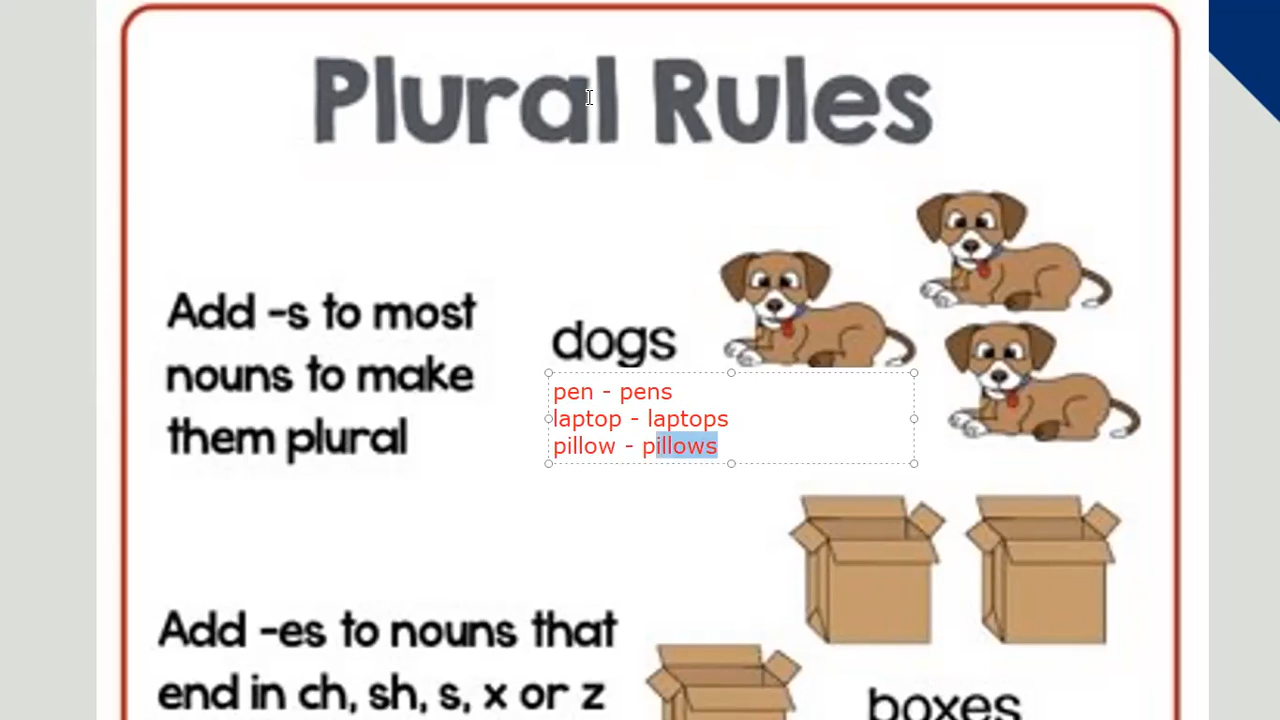 Plural Rules
Add -s to most
nouns to make
them plural
dogs
pen - pens
laptop - laptops
pillow - pillows
Add -es to nouns that
end in ch, sh, s, x or z
boxes